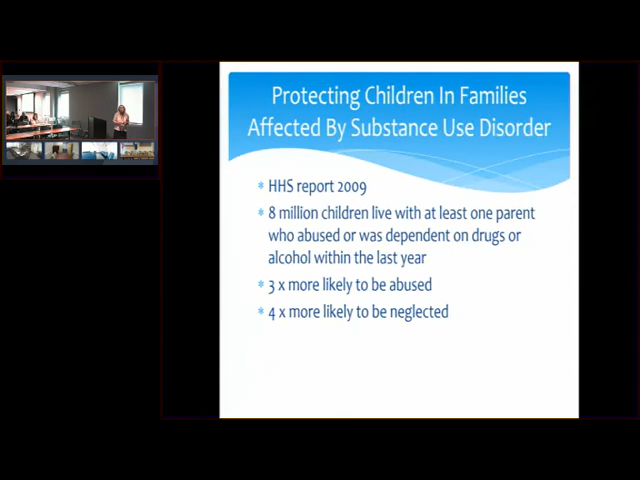 Protecting Children In Families
Affected By Substance Use Disorder
* HHS report 2009
* 8 million children live with at least one parent
who abused or was dependent on drugs or
alcohol within the last year
* 3 x more likely to be abused
* 4 x more likely to be neglected